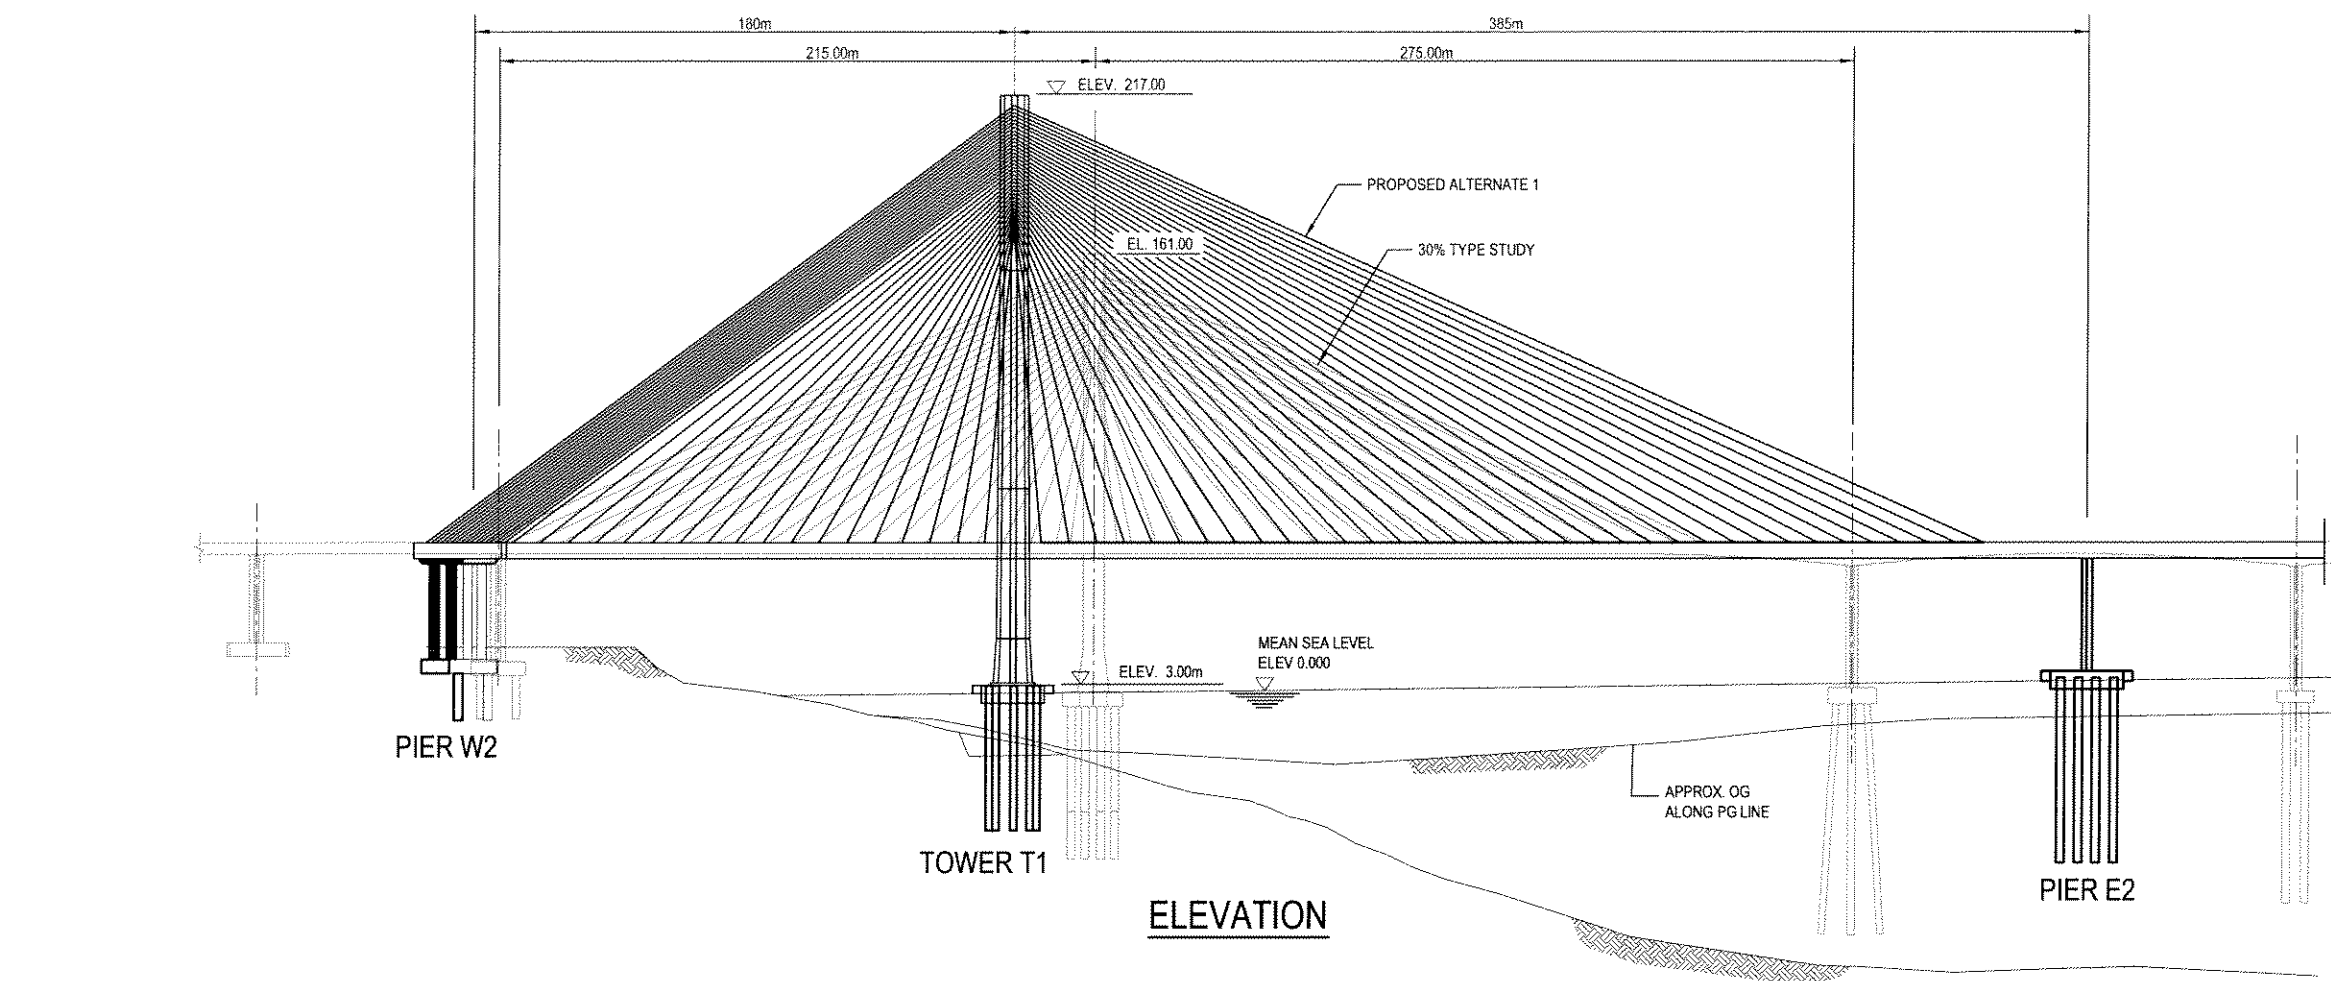 180m
385m
215.00m
275.00m
ELEV. 217.00
PROPOSED ALTERNATE 1
EL. 161.00
30% TYPE STUDY
MEAN SEA LEVEL
ELEV 0.000
ELEV. 3.00m
PIER W2
APPROX. OG
ALONG PG LINE
TOWER T1
PIER E2
ELEVATION